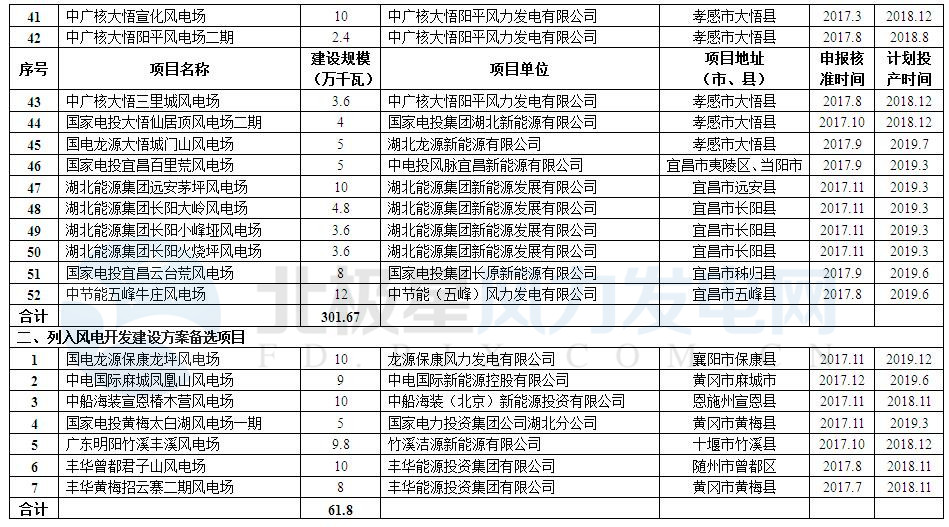 41 中广核大悟宣化风电场 10 中广核大悟阳平风力发电有限公司 孝感市大悟县 2017.3 2018.12
42 中广核大悟阳平风电场二期 2.4 中广核大悟阳平风力发电有限公司 孝感市大悟县 2017.8 2018.8
序号 项目名称 建设规模（万千瓦） 项目单位 项目地址（市、县） 申报核准时间 计划投产时间
43 中广核大悟三里城风电场 3.6 中广核大悟阳平风力发电有限公司 孝感市大悟县 2017.8 2018.12
44 国家电投大悟仙居顶风电场二期 4 国家电投集团湖北新能源有限公司 孝感市大悟县 2017.10 2018.12
45 国电龙源大悟城门山风电场 5 湖北龙源新能源有限公司 孝感市大悟县 2017.9 2019.7
46 国家电投宜昌百里荒风电场 5 中电投风脉宜昌新能源有限公司 宜昌市夷陵区、当阳市 2017.9 2019.3
47 湖北能源集团远安茅坪风电场 10 湖北能源集团新能源发展有限公司 宜昌市远安县 2017.11 2019.3
48 湖北能源集团长阳大岭风电场 4.8 湖北能源集团新能源发展有限公司 宜昌市长阳县 2017.11 2019.3
49 湖北能源集团长阳小峰垭风电场 3.6 湖北能源集团新能源发展有限公司 宜昌市长阳县 2017.11 2019.3
50 湖北能源集团长阳火烧坪风电场 3.6 湖北能源集团新能源发展有限公司 宜昌市长阳县 2017.11 2019.3
51 国家电投宜昌云台荒风电场 8 国家电投集团长原新能源有限公司 宜昌市秭归县 2017.9 2019.6
52 中节能五峰牛庄风电场 12 中节能（五峰）风力发电有限公司 宜昌市五峰县 2017.8 2019.6
合计 301.67
二、列入风电开发建设方案备选项目
1 国电龙源保康龙坪风电场 10 龙源保康风力发电有限公司 襄阳市保康县 2017.11 2019.12
2 中电国际麻城凤凰山风电场 9 中电国际新能源控股有限公司 黄冈市麻城市 2017.12 2019.6
3 中船海装宣恩椿木营风电场 10 中船海装（北京）新能源投资有限公司 恩施州宣恩县 2017.11 2018.11
4 国家电投黄梅太白湖风电场一期 5 国家电力投资集团公司湖北分公司 黄冈市黄梅县 2017.11 2019.3
5 广东明阳竹溪丰溪风电场 9.8 竹溪洁源新能源有限公司 十堰市竹溪县 2017.10 2018.12
6 丰华曾都君子山风电场 10 丰华能源投资集团有限公司 随州市曾都区 2017.8 2018.11
7 丰华黄梅招云寨二期风电场 8 丰华能源投资集团有限公司 黄冈市黄梅县 2017.7 2018.11
合计 61.8
北极星风力发电网
FD.BJX.COM.CN